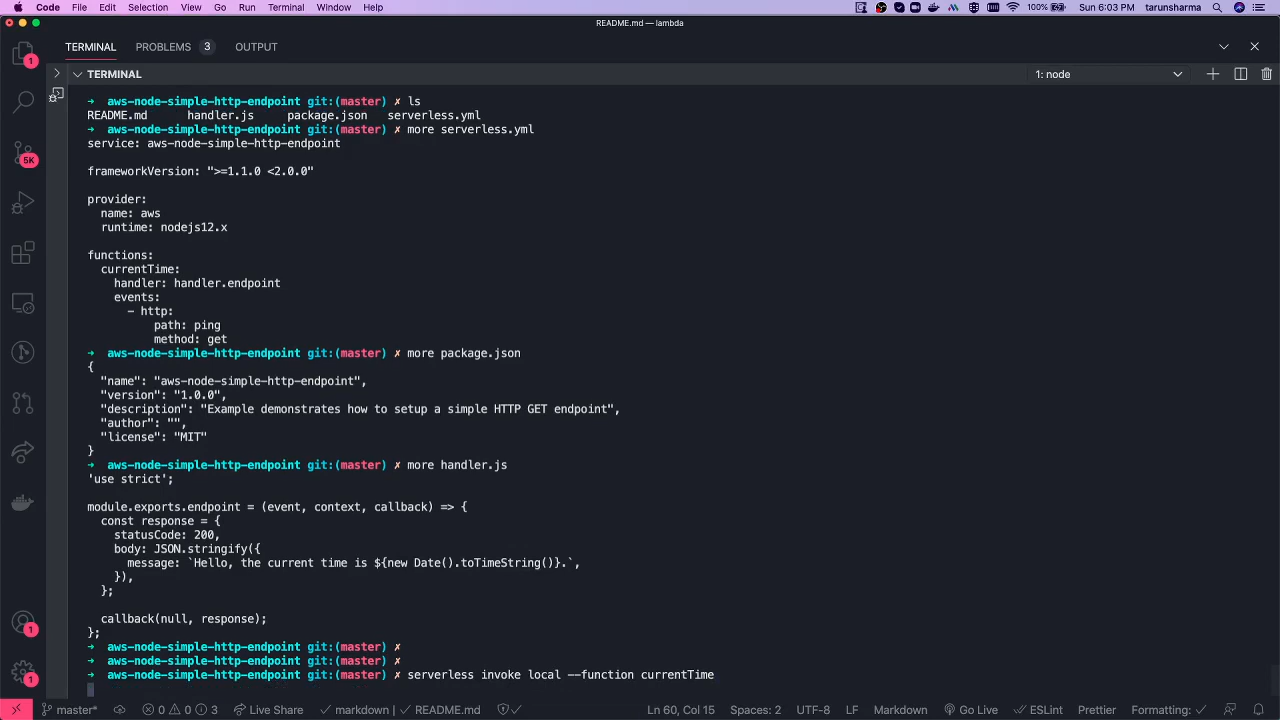 Code File Edit Selection View Go Run Terminal Window Help 100% Sun 6:03 PM tarunsharma
README.md — lambda
TERMINAL PROBLEMS 3 OUTPUT
1
TERMINAL 1: node
➜ aws-node-simple-http-endpoint git:(master) ✗ ls
README.md handler.js package.json serverless.yml
➜ aws-node-simple-http-endpoint git:(master) ✗ more serverless.yml
service: aws-node-simple-http-endpoint
5K
frameworkVersion: ">=1.1.0 <2.0.0"
provider:
name: aws
runtime: nodejs12.x
functions:
currentTime:
handler: handler.endpoint
events:
- http:
path: ping
method: get
➜ aws-node-simple-http-endpoint git:(master) ✗ more package.json
{
"name": "aws-node-simple-http-endpoint",
"version": "1.0.0",
"description": "Example demonstrates how to setup a simple HTTP GET endpoint",
"author": "",
"license": "MIT"
}
➜ aws-node-simple-http-endpoint git:(master) ✗ more handler.js
'use strict';
module.exports.endpoint = (event, context, callback) => {
const response = {
statusCode: 200,
body: JSON.stringify({
message: `Hello, the current time is ${new Date().toTimeString()}.`,
}),
};
callback(null, response);
1
};
➜ aws-node-simple-http-endpoint git:(master) ✗
➜ aws-node-simple-http-endpoint git:(master) ✗
➜ aws-node-simple-http-endpoint git:(master) ✗ serverless invoke local --function currentTime
1
master* 0 0 3 Live Share markdown | README.md Ln 60, Col 15 Spaces: 2 UTF-8 LF Markdown Go Live Prettier Formatting: ESLint